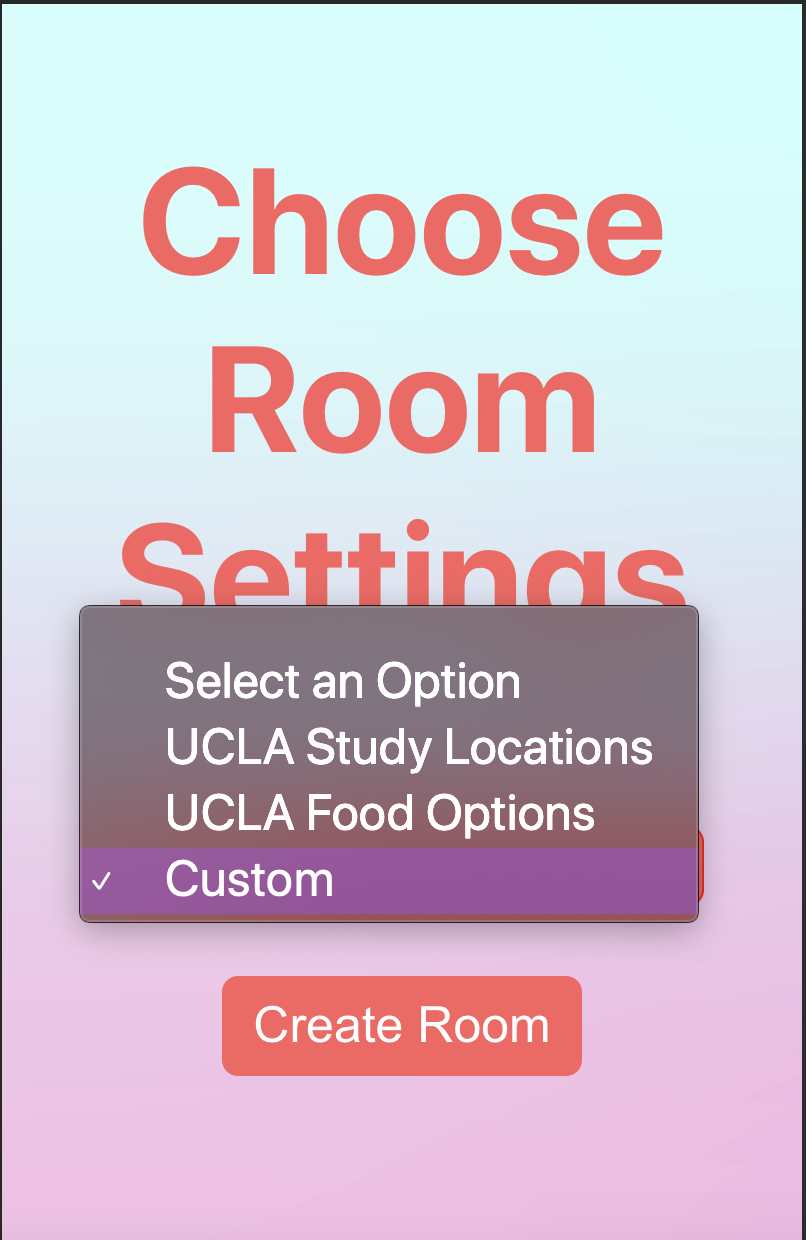 Choose
Room
Settings
Select an Option
UCLA Study Locations
UCLA Food Options
✓ Custom
Create Room